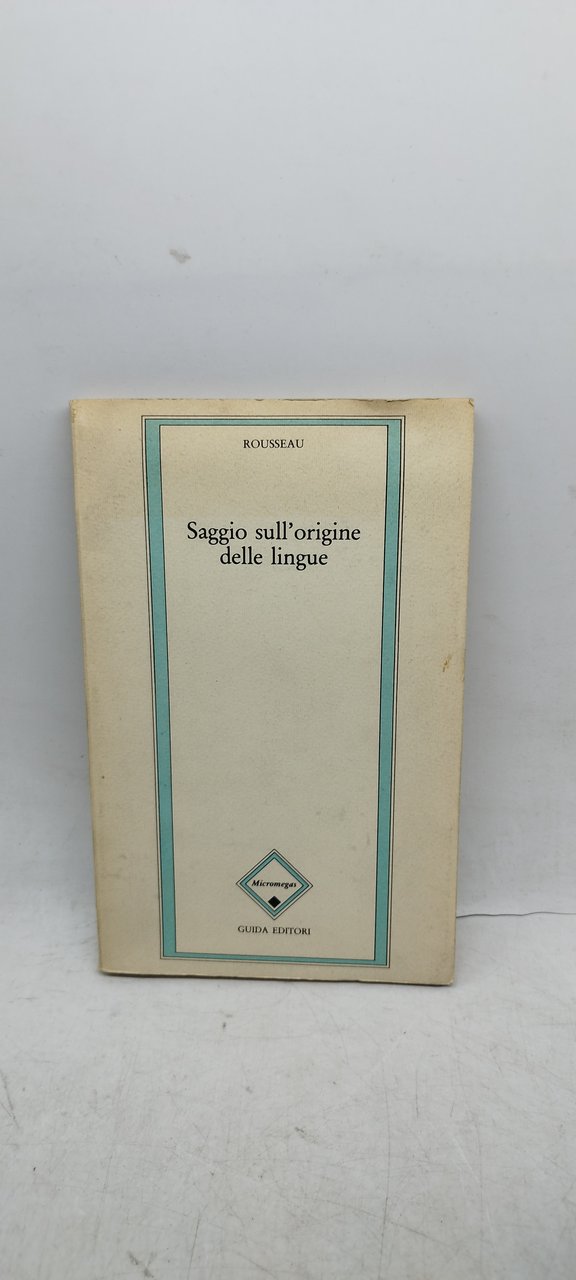 ROUSSEAU
Saggio sull'origine
delle lingue
Micromegas
GUIDA EDITORI